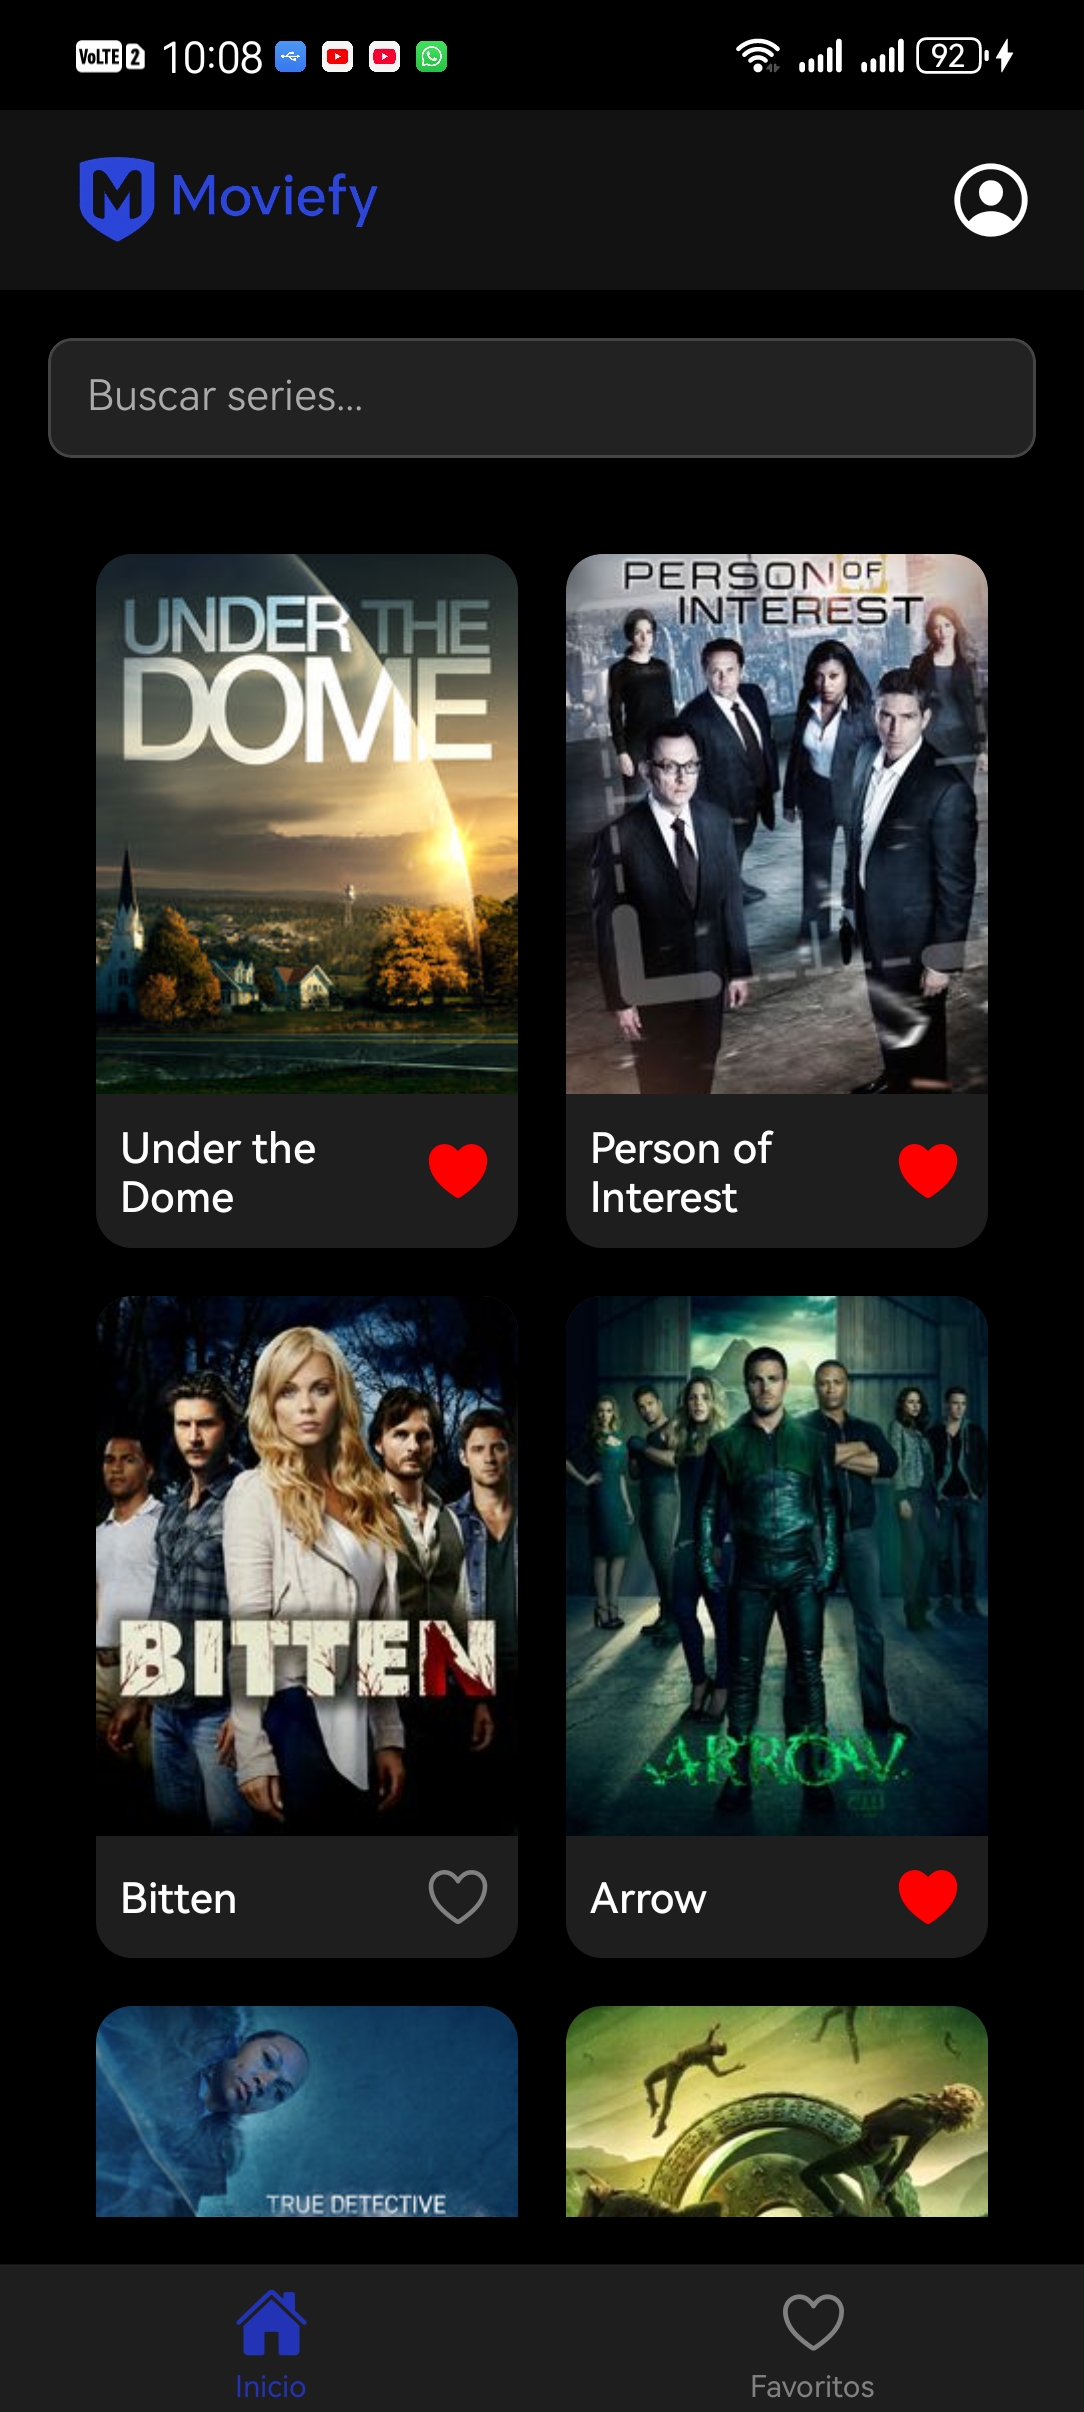 VoLTE 2 10:08 92
Moviefy
Buscar series...
UNDER THE
DOME
PERSON OF
INTEREST
Under the
Dome
Person of
Interest
BITTEN
ARROW
Bitten
Arrow
TRUE DETECTIVE
Inicio
Favoritos